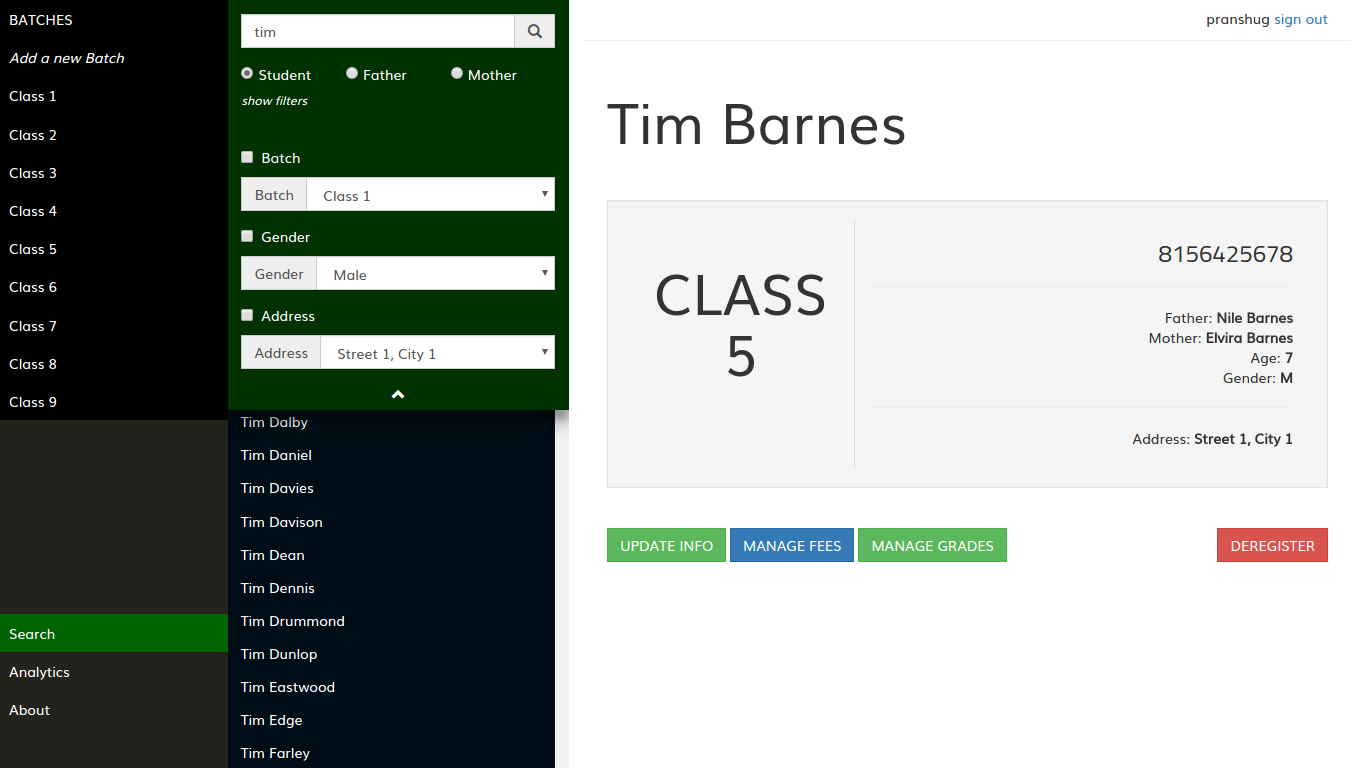 BATCHES
Add a new Batch
Class 1
Class 2
Class 3
Class 4
Class 5
Class 6
Class 7
Class 8
Class 9
Search
Analytics
About
tim
Student Father Mother
show filters
Batch
Batch Class 1
Gender
Gender Male
Address
Address Street 1, City 1
Tim Dalby
Tim Daniel
Tim Davies
Tim Davison
Tim Dean
Tim Dennis
Tim Drummond
Tim Dunlop
Tim Eastwood
Tim Edge
Tim Farley
pranshug sign out
Tim Barnes
CLASS
5
8156425678
Father: Nile Barnes
Mother: Elvira Barnes
Age: 7
Gender: M
Address: Street 1, City 1
UPDATE INFO MANAGE FEES MANAGE GRADES DEREGISTER